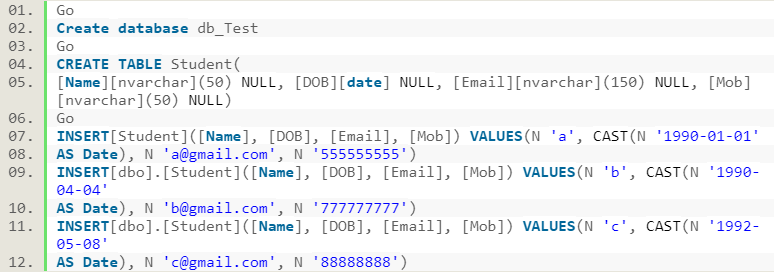 01. Go
02. Create database db_Test
03. Go
04. CREATE TABLE Student(
05. [Name][nvarchar](50) NULL, [DOB][date] NULL, [Email][nvarchar](150) NULL, [Mob]
[nvarchar](50) NULL)
06. Go
07. INSERT[Student]([Name], [DOB], [Email], [Mob]) VALUES(N 'a', CAST(N '1990-01-01'
08. AS Date), N 'a@gmail.com', N '555555555')
09. INSERT[dbo].[Student]([Name], [DOB], [Email], [Mob]) VALUES(N 'b', CAST(N '1990-
04-04'
10. AS Date), N 'b@gmail.com', N '777777777')
11. INSERT[dbo].[Student]([Name], [DOB], [Email], [Mob]) VALUES(N 'c', CAST(N '1992-
05-08'
12. AS Date), N 'c@gmail.com', N '88888888')